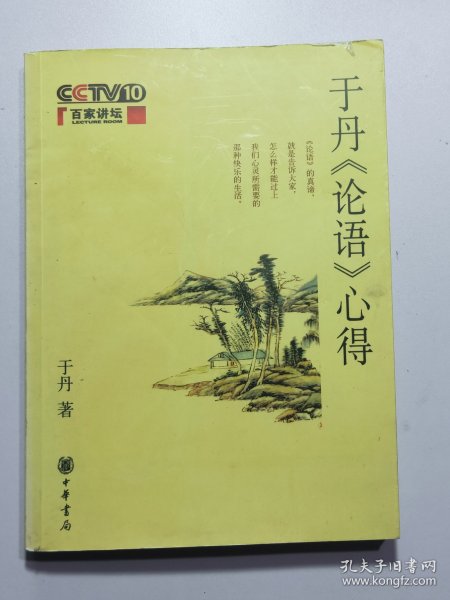 CCTV10
百家讲坛
LECTURE ROOM
于丹《论语》心得
《论语》的真谛，
就是告诉大家，
怎么样才能过上
我们心灵所需要的
那种快乐的生活。
于丹 著
中華書局
孔夫子旧书网
www.kongfz.com